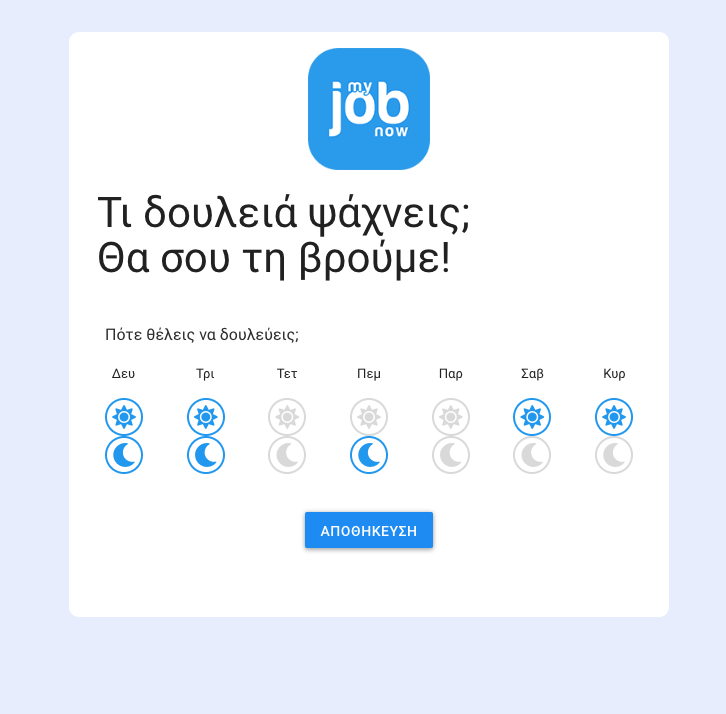 my
job
now
Τι δουλειά ψάχνεις;
Θα σου τη βρούμε!
Πότε θέλεις να δουλεύεις;
Δευ Τρι Τετ Πεμ Παρ Σαβ Κυρ
ΑΠΟΘΗΚΕΥΣΗ